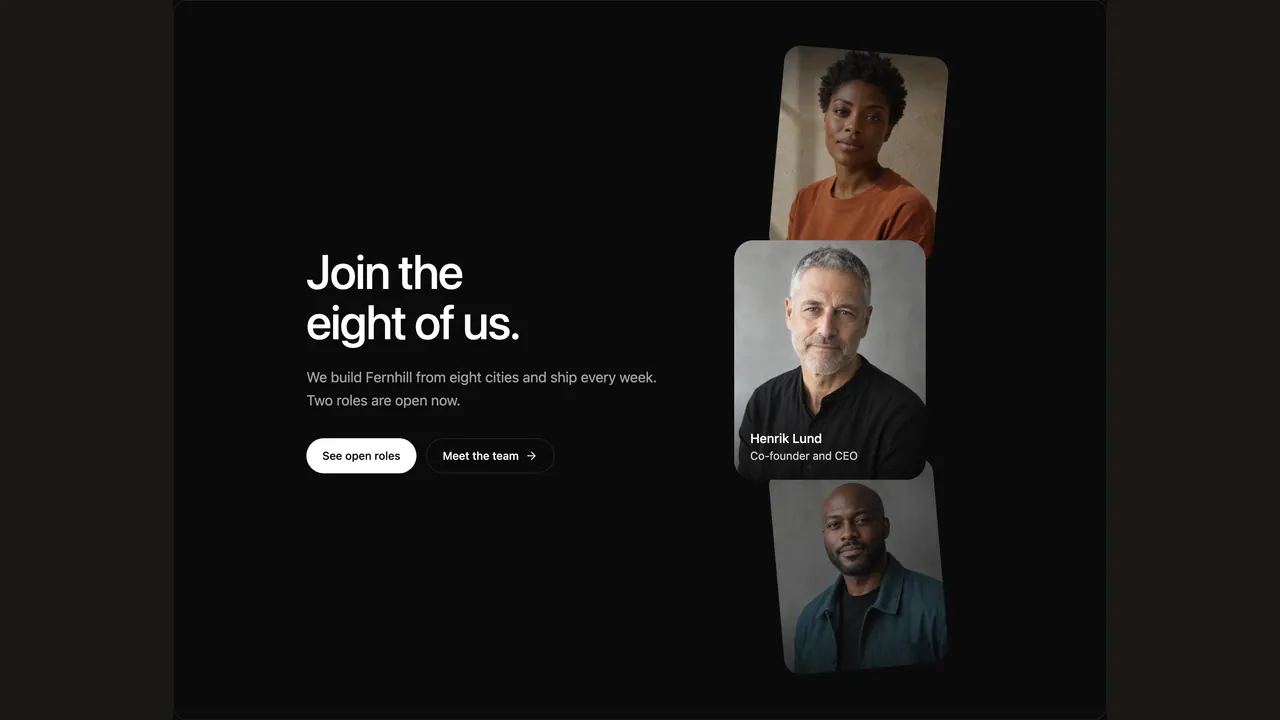 Join the
eight of us.
We build Fernhill from eight cities and ship every week.
Two roles are open now.
See open roles
Meet the team →
Henrik Lund
Co-founder and CEO